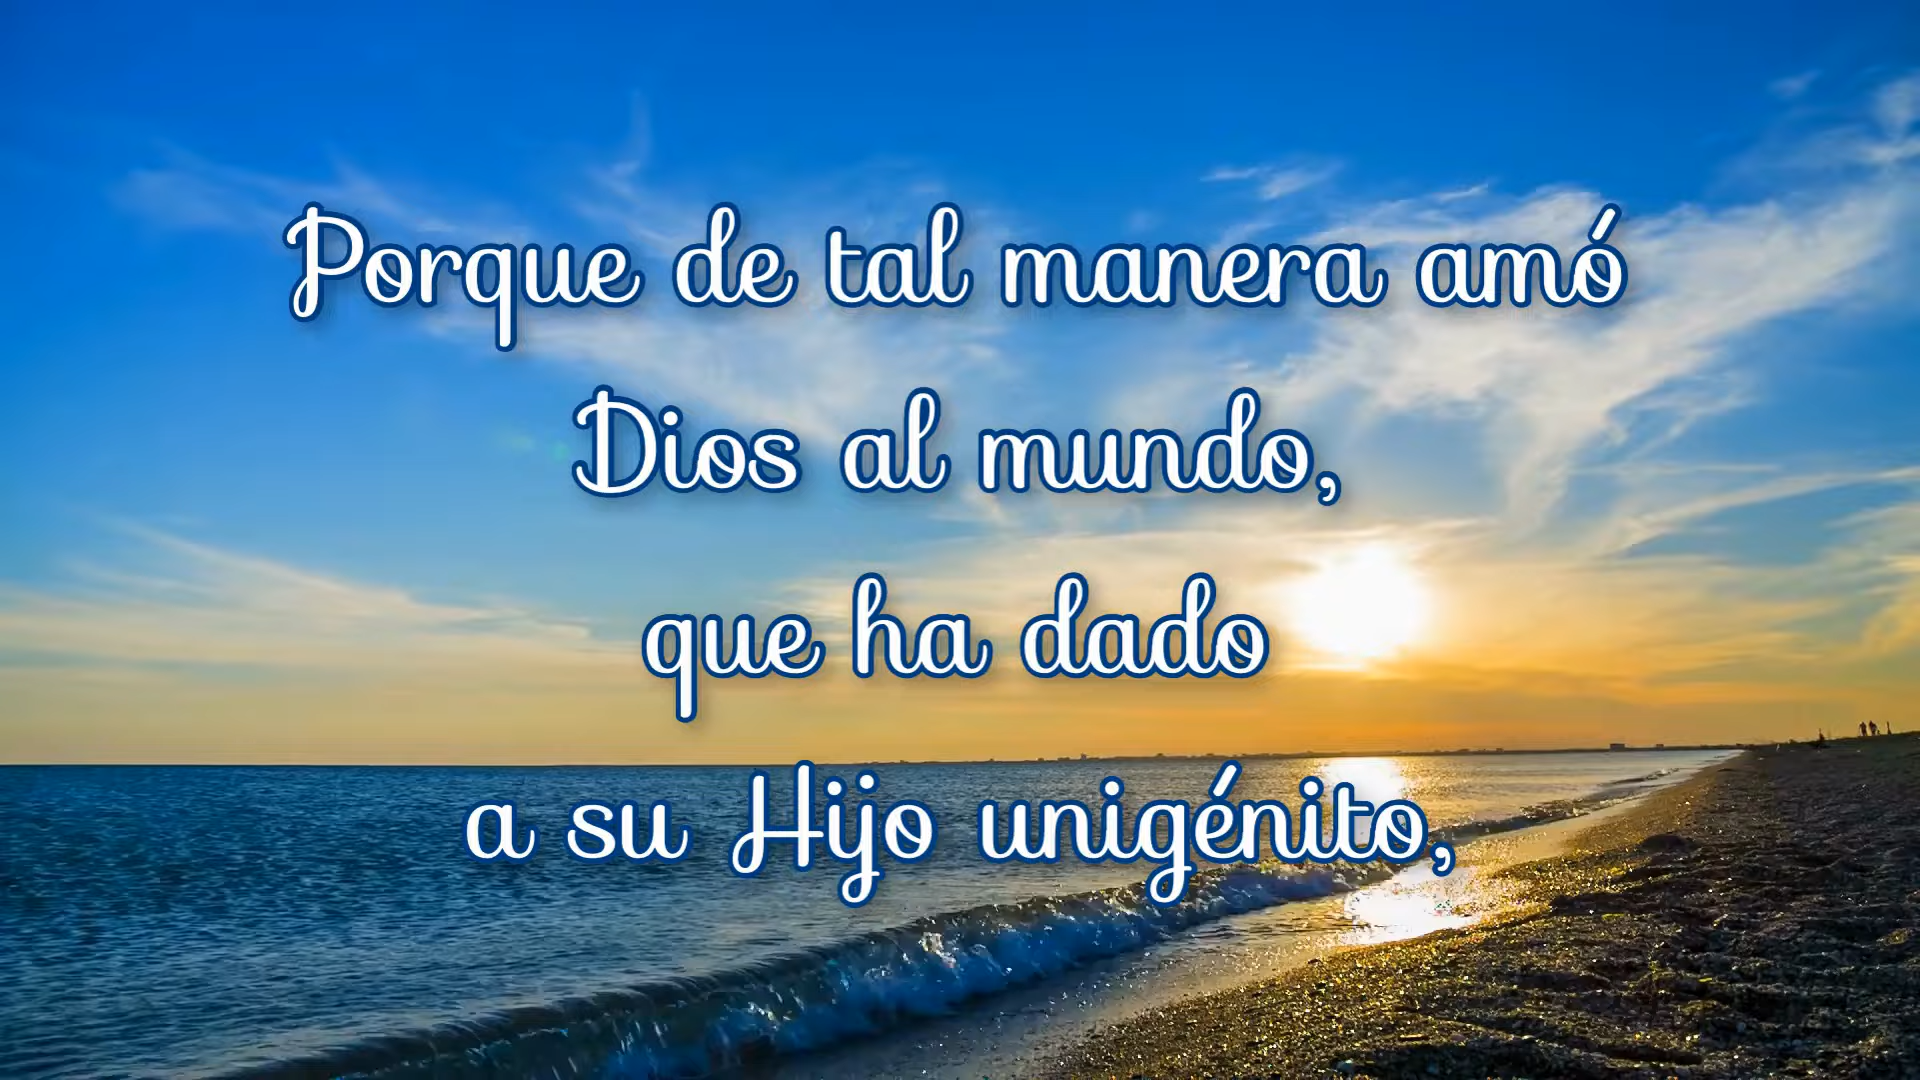 Porque de tal manera amó
Dios al mundo,
que ha dado
a su Hijo unigénito,